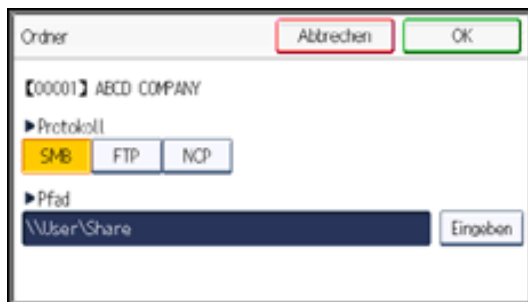 Ordner Abbrechen OK
【00001】 ABCD COMPANY
▶Protokoll
SMB FTP NCP
▶Pfad
\\User\Share Eingeben